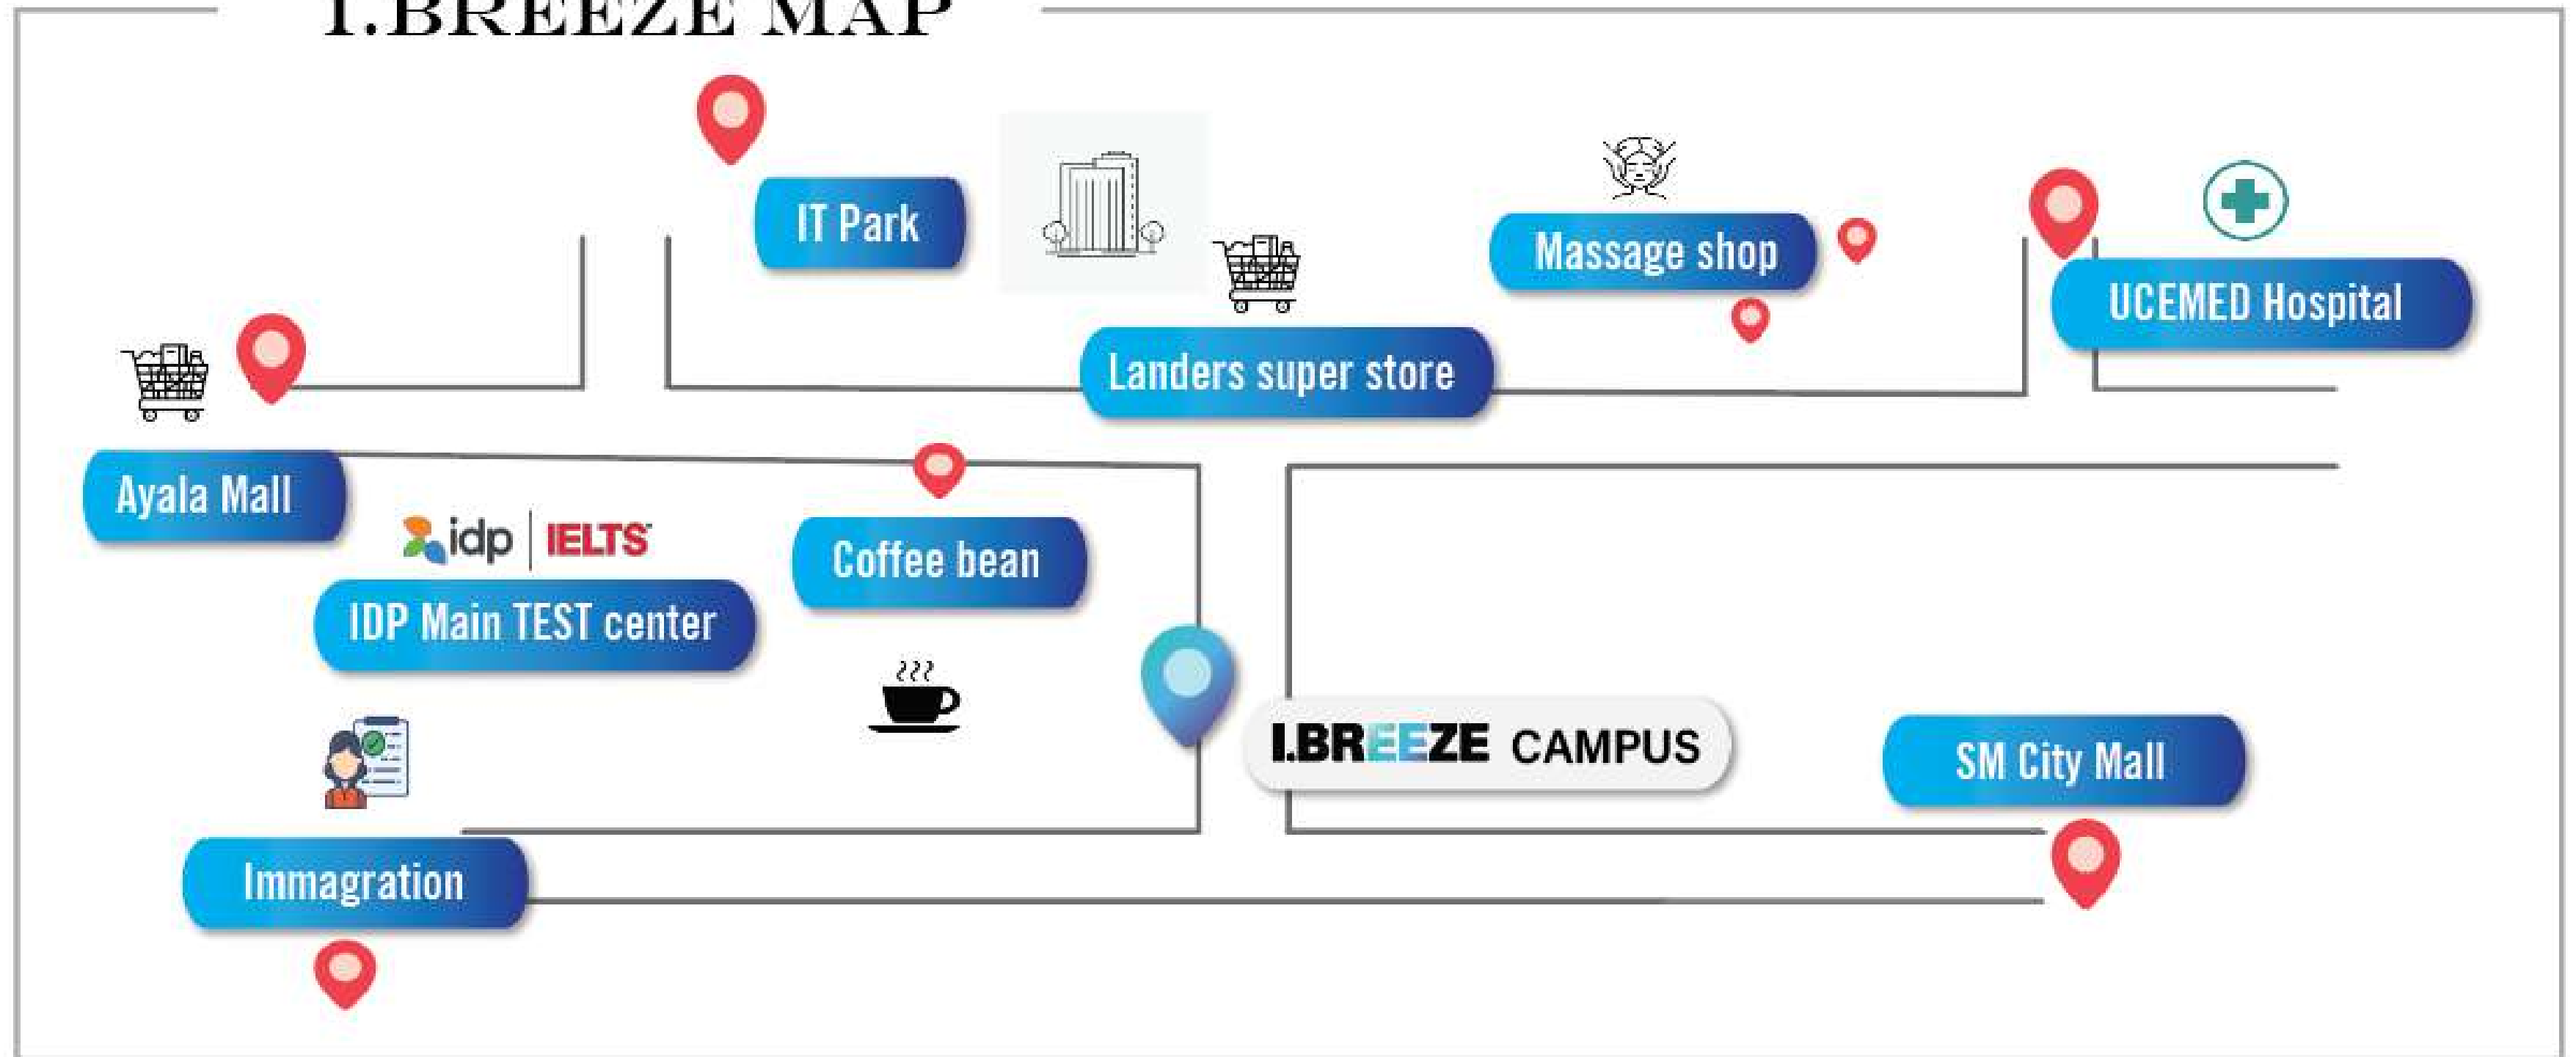 I.BREEZE MAP
IT Park
Massage shop
UCEMED Hospital
Landers super store
Ayala Mall
idp | IELTS
Coffee bean
IDP Main TEST center
I.BREEZE CAMPUS
SM City Mall
Immagration